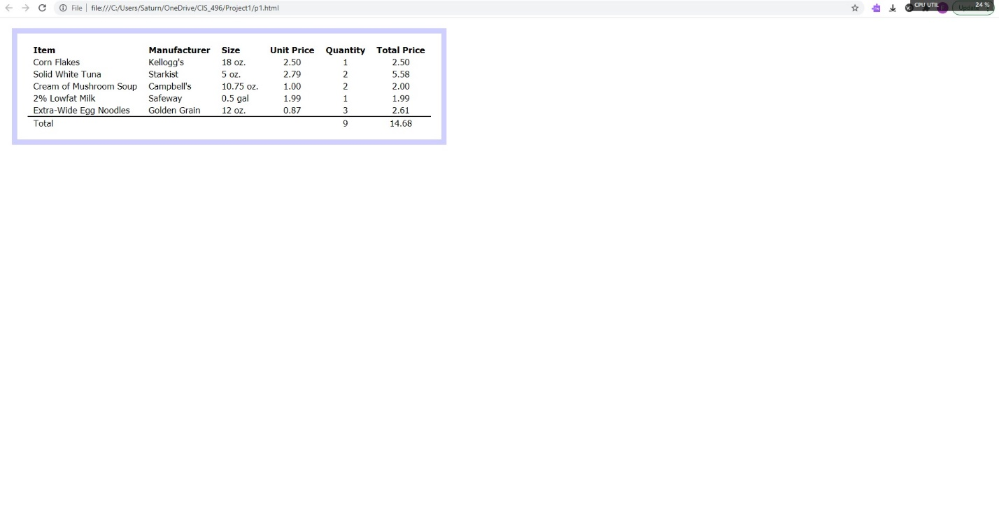 File file:///C:/Users/Saturn/OneDrive/CIS_496/Project1/p1.html CPU UTIL 24 %
Item Manufacturer Size Unit Price Quantity Total Price
Corn Flakes Kellogg's 18 oz. 2.50 1 2.50
Solid White Tuna Starkist 5 oz. 2.79 2 5.58
Cream of Mushroom Soup Campbell's 10.75 oz. 1.00 2 2.00
2% Lowfat Milk Safeway 0.5 gal 1.99 1 1.99
Extra-Wide Egg Noodles Golden Grain 12 oz. 0.87 3 2.61
Total 9 14.68